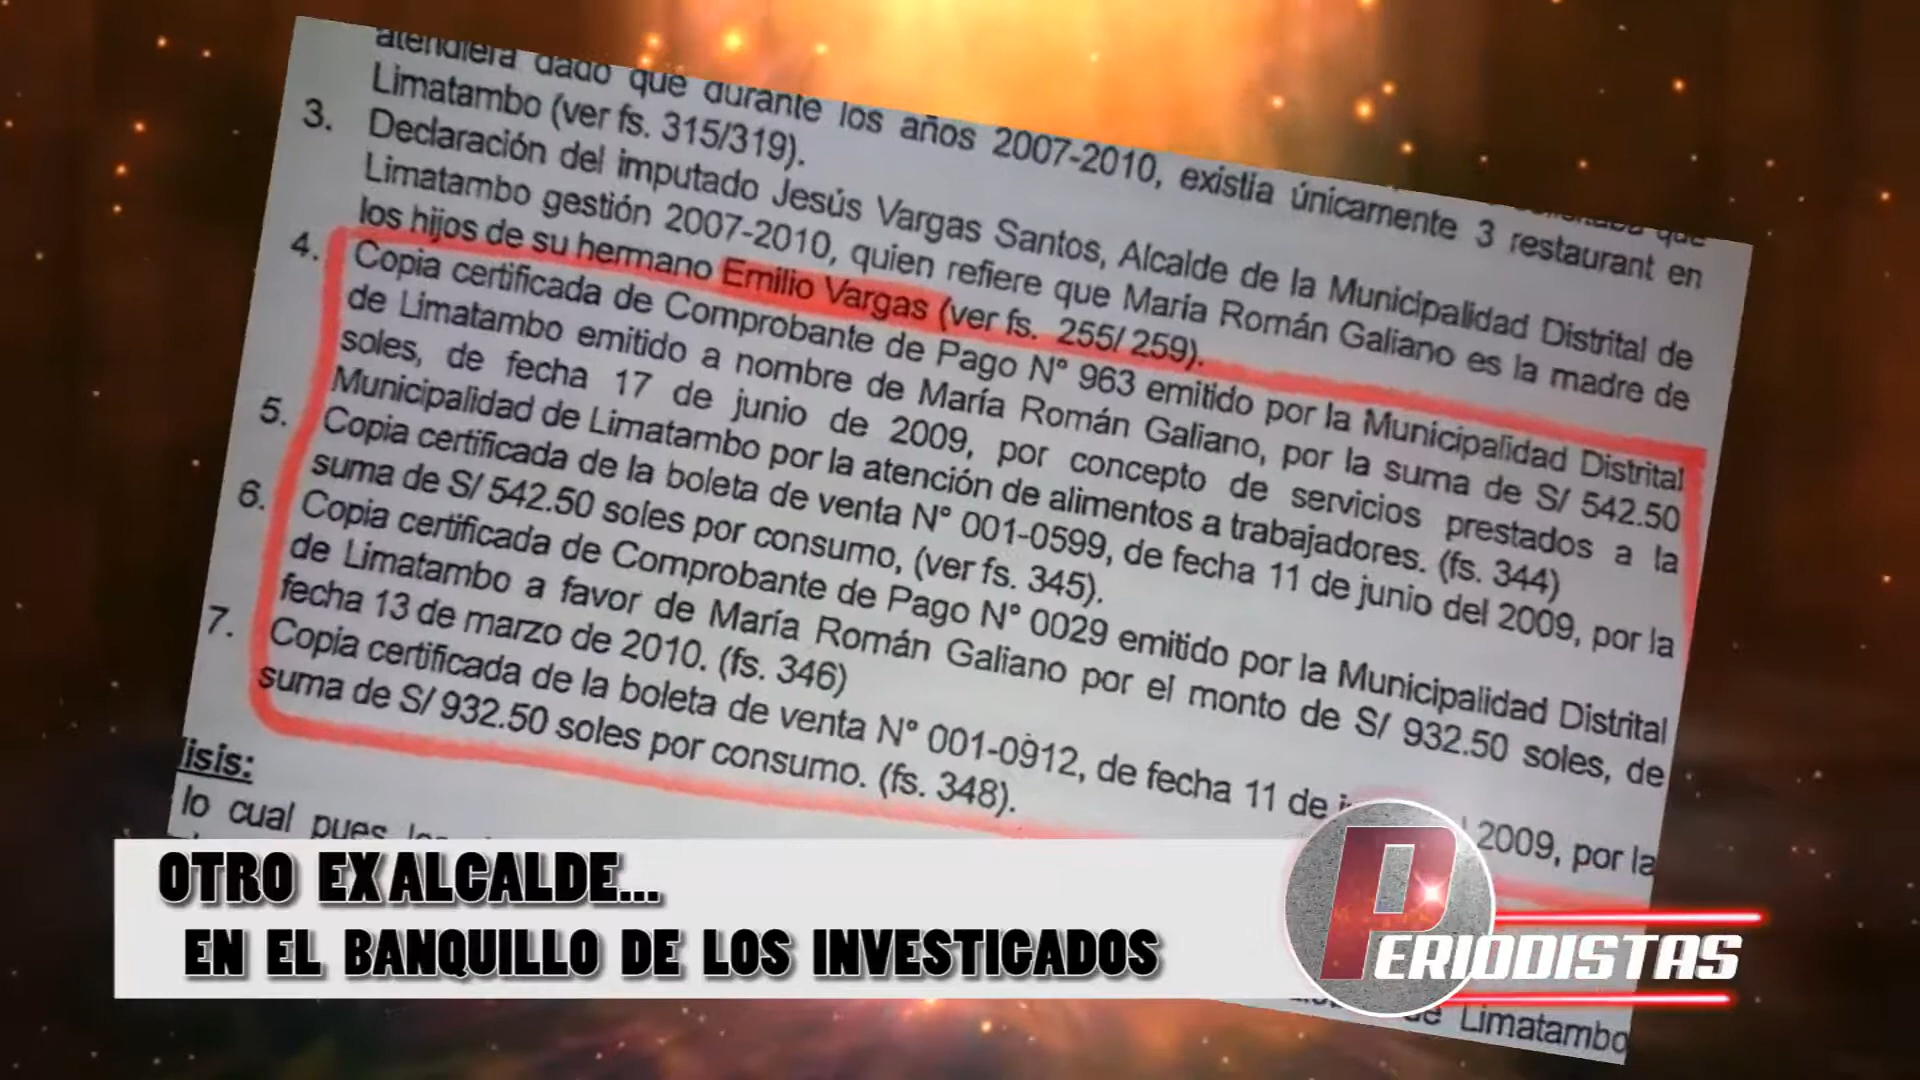 atendiera dado que durante los años 2007-2010, existía únicamente 3 restaurant en
Limatambo (ver fs. 315/319).
3. Declaración del imputado Jesús Vargas Santos, Alcalde de la Municipalidad Distrital de
Limatambo gestión 2007-2010, quien refiere que María Román Galiano es la madre de
los hijos de su hermano Emilio Vargas (ver fs. 255/ 259).
4. Copia certificada de Comprobante de Pago N° 963 emitido por la Municipalidad Distrital
de Limatambo emitido a nombre de María Román Galiano, por la suma de S/ 542.50
soles, de fecha 17 de junio de 2009, por concepto de servicios prestados a la
Municipalidad de Limatambo por la atención de alimentos a trabajadores. (fs. 344)
5. Copia certificada de la boleta de venta N° 001-0599, de fecha 11 de junio del 2009, por la
suma de S/ 542.50 soles por consumo, (ver fs. 345).
6. Copia certificada de Comprobante de Pago N° 0029 emitido por la Municipalidad Distrital
de Limatambo a favor de María Román Galiano por el monto de S/ 932.50 soles, de
fecha 13 de marzo de 2010. (fs. 346)
7. Copia certificada de la boleta de venta N° 001-0912, de fecha 11 de 2009, por la
suma de S/ 932.50 soles por consumo. (fs. 348).
lisis:
lo cual pues
de Limatambo
OTRO EXALCALDE...
EN EL BANQUILLO DE LOS INVESTIGADOS
PERIODISTAS